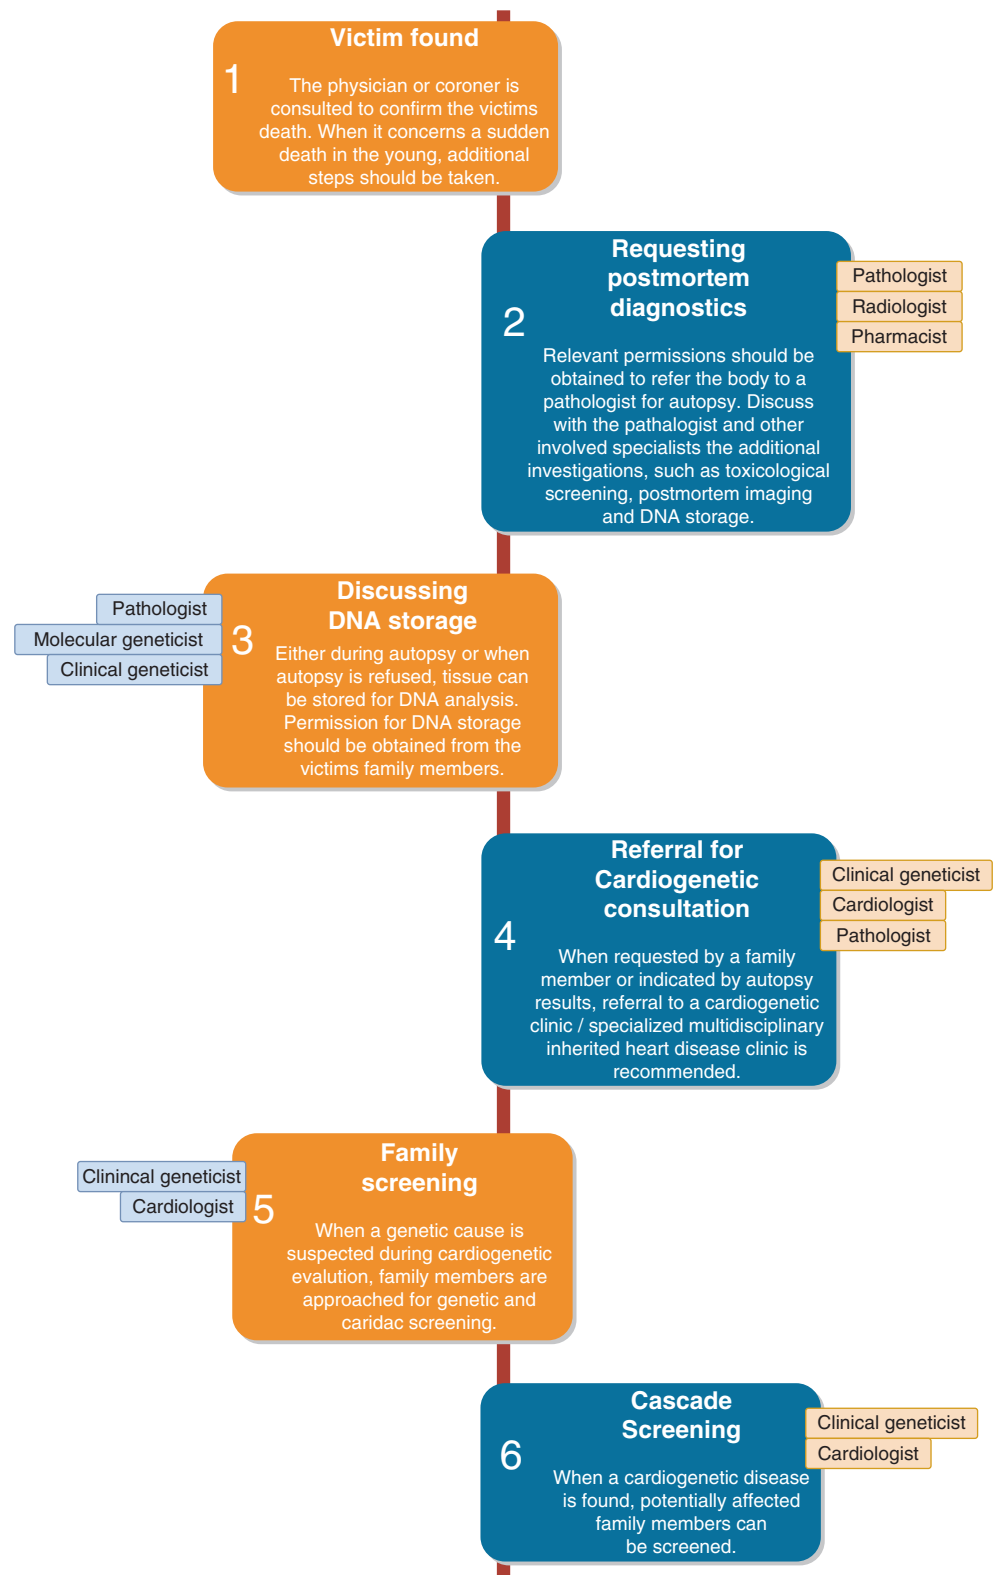 Victim found
1
The physician or coroner is
consulted to confirm the victims
death. When it concerns a sudden
death in the young, additional
steps should be taken.
Requesting
postmortem
diagnostics
2
Relevant permissions should be
obtained to refer the body to a
pathologist for autopsy. Discuss
with the pathalogist and other
involved specialists the additional
investigations, such as toxicological
screening, postmortem imaging
and DNA storage.
Pathologist
Radiologist
Pharmacist
Discussing
DNA storage
3
Either during autopsy or when
autopsy is refused, tissue can
be stored for DNA analysis.
Permission for DNA storage
should be obtained from the
victims family members.
Pathologist
Molecular geneticist
Clinical geneticist
Referral for
Cardiogenetic
consultation
4
When requested by a family
member or indicated by autopsy
results, referral to a cardiogenetic
clinic / specialized multidisciplinary
inherited heart disease clinic is
recommended.
Clinical geneticist
Cardiologist
Pathologist
Family
screening
5
When a genetic cause is
suspected during cardiogenetic
evalution, family members are
approached for genetic and
caridac screening.
Clinincal geneticist
Cardiologist
Cascade
Screening
6
When a cardiogenetic disease
is found, potentially affected
family members can
be screened.
Clinical geneticist
Cardiologist